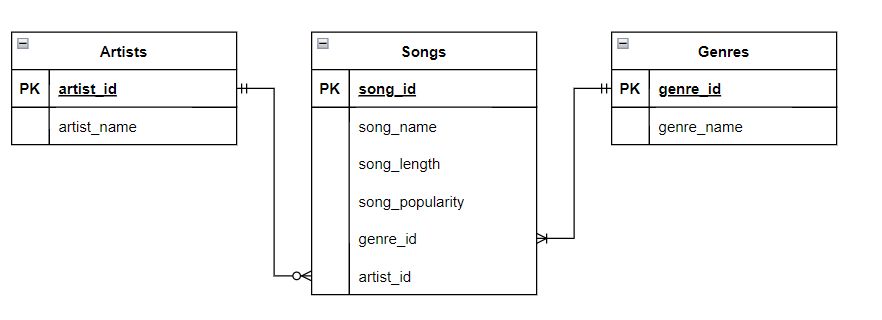 Artists
PK artist_id
artist_name
Songs
PK song_id
song_name
song_length
song_popularity
genre_id
artist_id
Genres
PK genre_id
genre_name